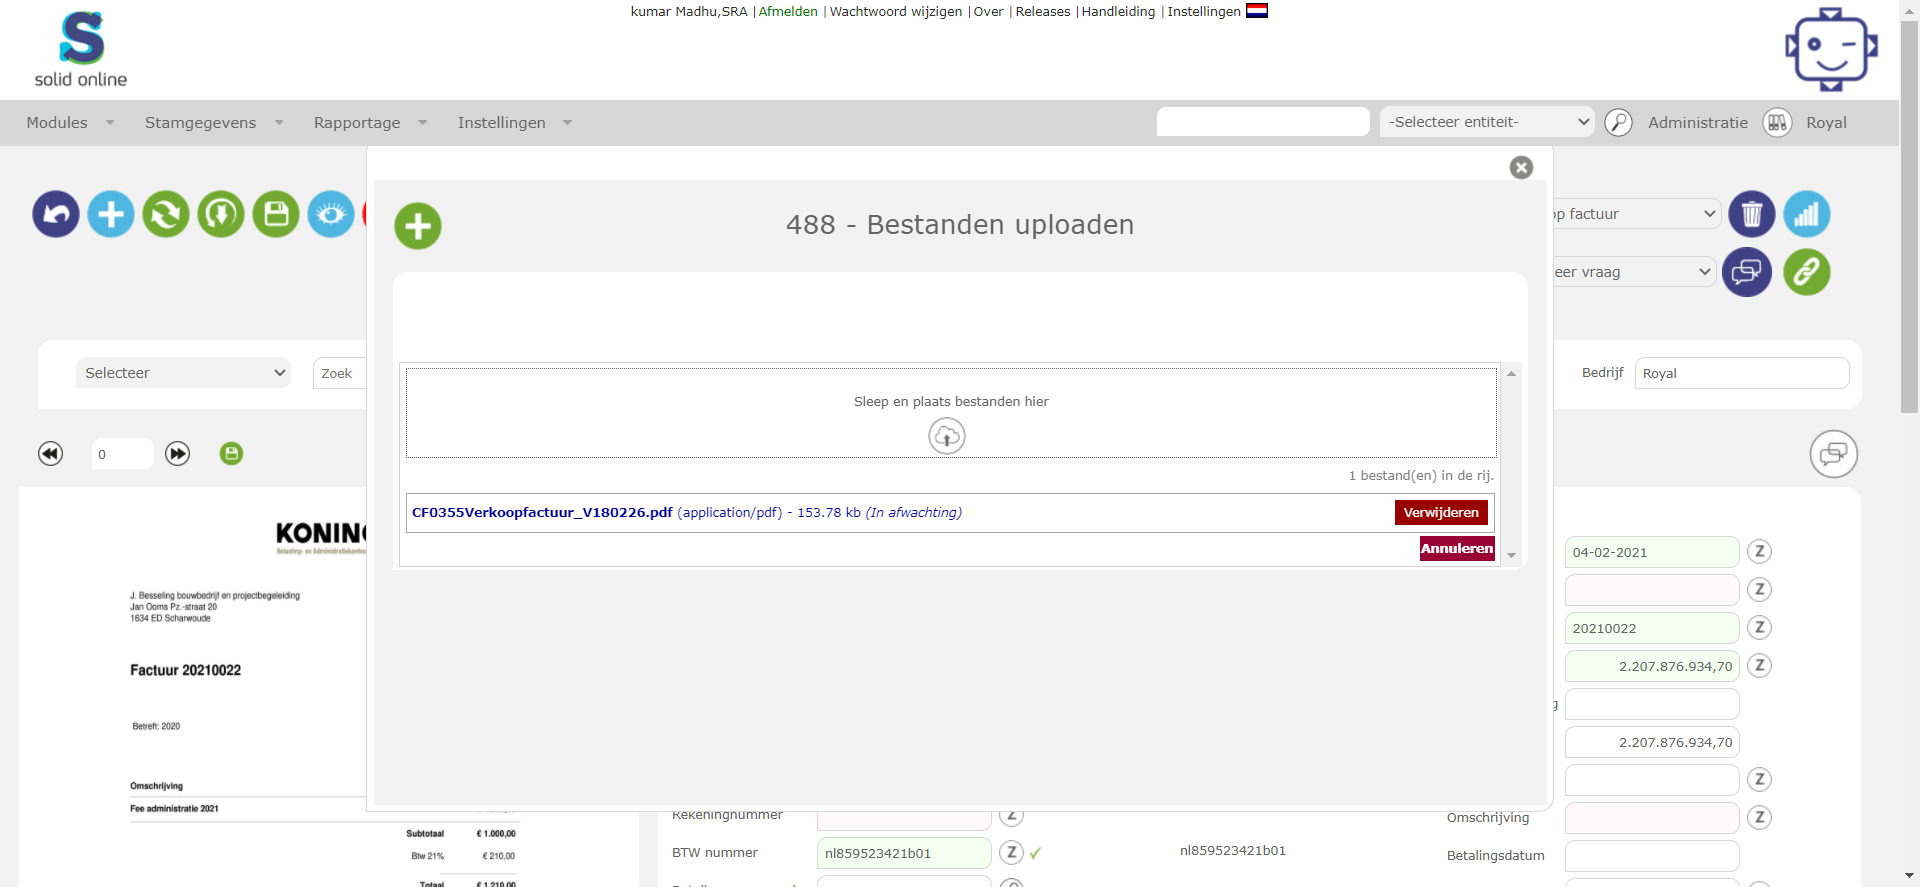 kumar Madhu,SRA |Afmelden |Wachtwoord wijzigen |Over |Releases |Handleiding |Instellingen
S
solid online
Modules
Stamgegevens
Rapportage
Instellingen
-Selecteer entiteit-
Administratie
Royal
op factuur
eer vraag
488 - Bestanden uploaden
Selecteer
Zoek
Bedrijf
Royal
Sleep en plaats bestanden hier
0
1 bestand(en) in de rij.
CF0355Verkoopfactuur_V180226.pdf (application/pdf) - 153.78 kb (In afwachting)
Verwijderen
Annuleren
KONING
Belasting- en Administratiekantoor
J. Besseling bouwbedrijf en projectbegeleiding
Jan Ooms Pz.-straat 20
1634 ED Scharwoude
Factuur 20210022
Betreft: 2020
Omschrijving
Fee administratie 2021
Subtotaal € 1.000,00
Btw 21% € 210,00
Totaal € 1.210,00
04-02-2021
Z
Z
20210022
Z
2.207.876.934,70
Z
g
2.207.876.934,70
Z
Rekeningnummer
Z
Omschrijving
Z
BTW nummer
nl859523421b01
Z
nl859523421b01
Betalingsdatum